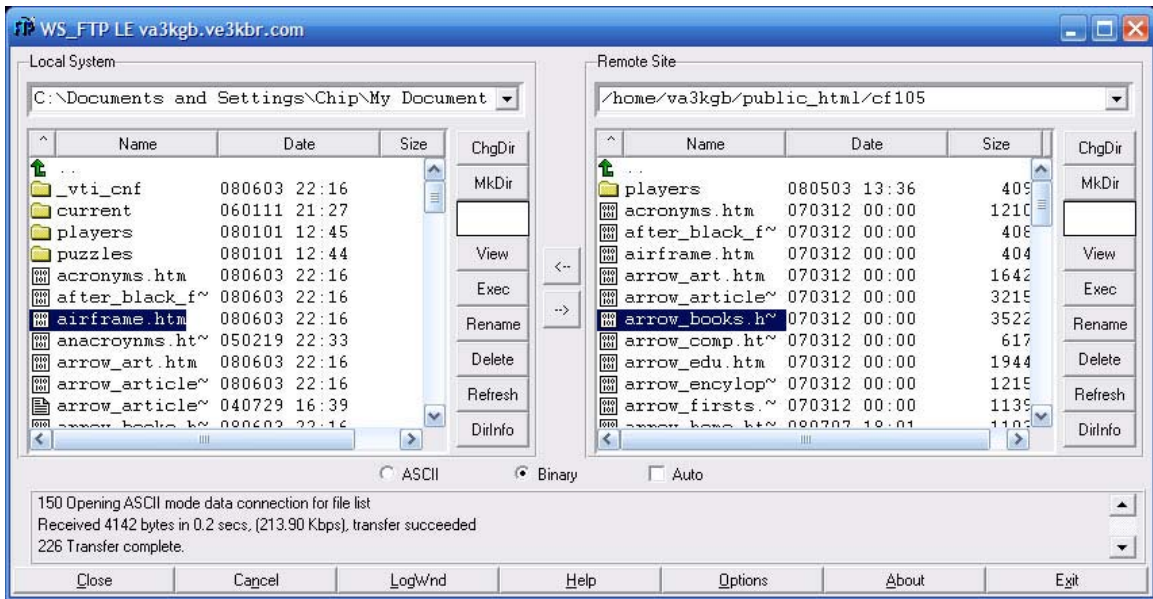 WS_FTP LE va3kgb.ve3kbr.com
Local System
C:\Documents and Settings\Chip\My Document
^ Name Date Size
..
_vti_cnf 080603 22:16
current 060111 21:27
players 080101 12:45
puzzles 080101 12:44
acronyms.htm 080603 22:16
after_black_f~ 080603 22:16
airframe.htm 080603 22:16
anacroynms.ht~ 050219 22:33
arrow_art.htm 080603 22:16
arrow_article~ 080603 22:16
arrow_article~ 040729 16:39
ChgDir
MkDir
View
Exec
Rename
Delete
Refresh
DirInfo
<--
-->
Remote Site
/home/va3kgb/public_html/cf105
^ Name Date Size
..
players 080503 13:36 409
acronyms.htm 070312 00:00 1210
after_black_f~ 070312 00:00 408
airframe.htm 070312 00:00 404
arrow_art.htm 070312 00:00 1642
arrow_article~ 070312 00:00 3215
arrow_books.h~ 070312 00:00 3522
arrow_comp.ht~ 070312 00:00 617
arrow_edu.htm 070312 00:00 1944
arrow_encylop~ 070312 00:00 1215
arrow_firsts.~ 070312 00:00 1139
ChgDir
MkDir
View
Exec
Rename
Delete
Refresh
DirInfo
ASCII Binary Auto
150 Opening ASCII mode data connection for file list
Received 4142 bytes in 0.2 secs, (213.90 Kbps), transfer succeeded
226 Transfer complete.
Close Cancel LogWnd Help Options About Exit